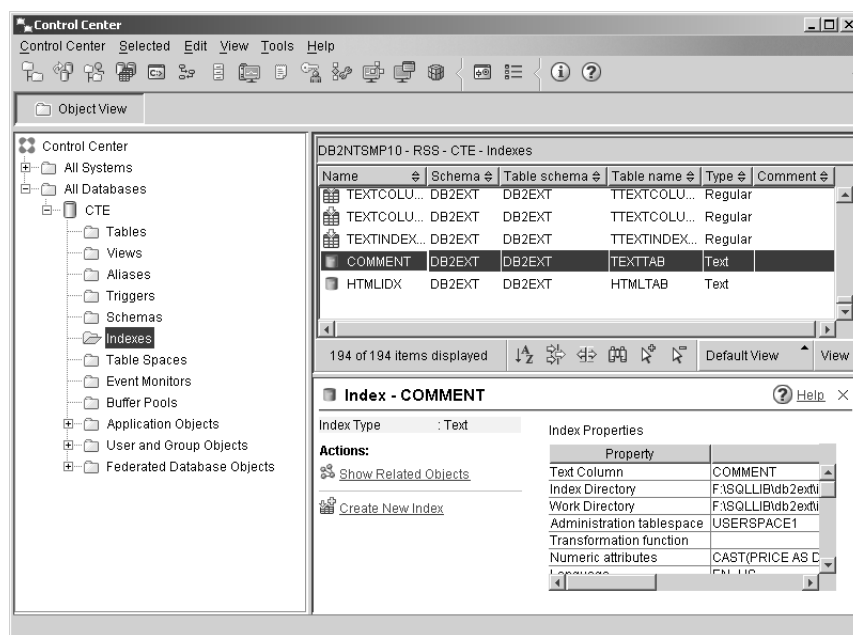 Control Center
Control Center Selected Edit View Tools Help
Object View
Control Center
All Systems
All Databases
CTE
Tables
Views
Aliases
Triggers
Schemas
Indexes
Table Spaces
Event Monitors
Buffer Pools
Application Objects
User and Group Objects
Federated Database Objects
DB2NTSMP10 - RSS - CTE - Indexes
Name Schema Table schema Table name Type Comment
TEXTCOLU... DB2EXT DB2EXT TTEXTCOLU... Regular
TEXTCOLU... DB2EXT DB2EXT TTEXTCOLU... Regular
TEXTINDEX... DB2EXT DB2EXT TTEXTINDEX... Regular
COMMENT DB2EXT DB2EXT TEXTTAB Text
HTMLIDX DB2EXT DB2EXT HTMLTAB Text
194 of 194 items displayed Default View View
Index - COMMENT Help
Index Type : Text
Actions:
Show Related Objects
Create New Index
Index Properties
Property
Text Column COMMENT
Index Directory F:\SQLLIB\db2ext\i
Work Directory F:\SQLLIB\db2ext\i
Administration tablespace USERSPACE1
Transformation function
Numeric attributes CAST(PRICE AS D